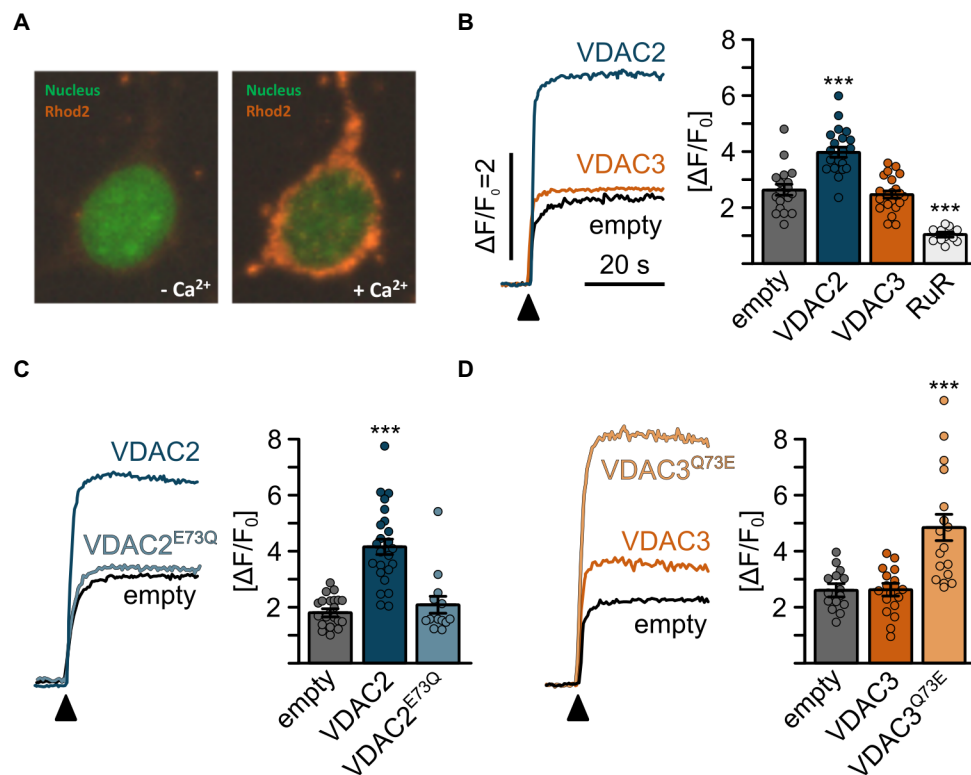 A
Nucleus
Rhod2
- Ca²⁺
Nucleus
Rhod2
+ Ca²⁺
B
VDAC2
VDAC3
empty
ΔF/F₀=2
20 s
[ΔF/F₀]
8
6
4
2
***
***
empty
VDAC2
VDAC3
RuR
C
VDAC2
VDAC2ᴱ⁷³Q
empty
[ΔF/F₀]
8
6
4
2
***
empty
VDAC2
VDAC2ᴱ⁷³Q
D
VDAC3Q⁷³ᴱ
VDAC3
empty
[ΔF/F₀]
8
6
4
2
***
empty
VDAC3
VDAC3Q⁷³ᴱ